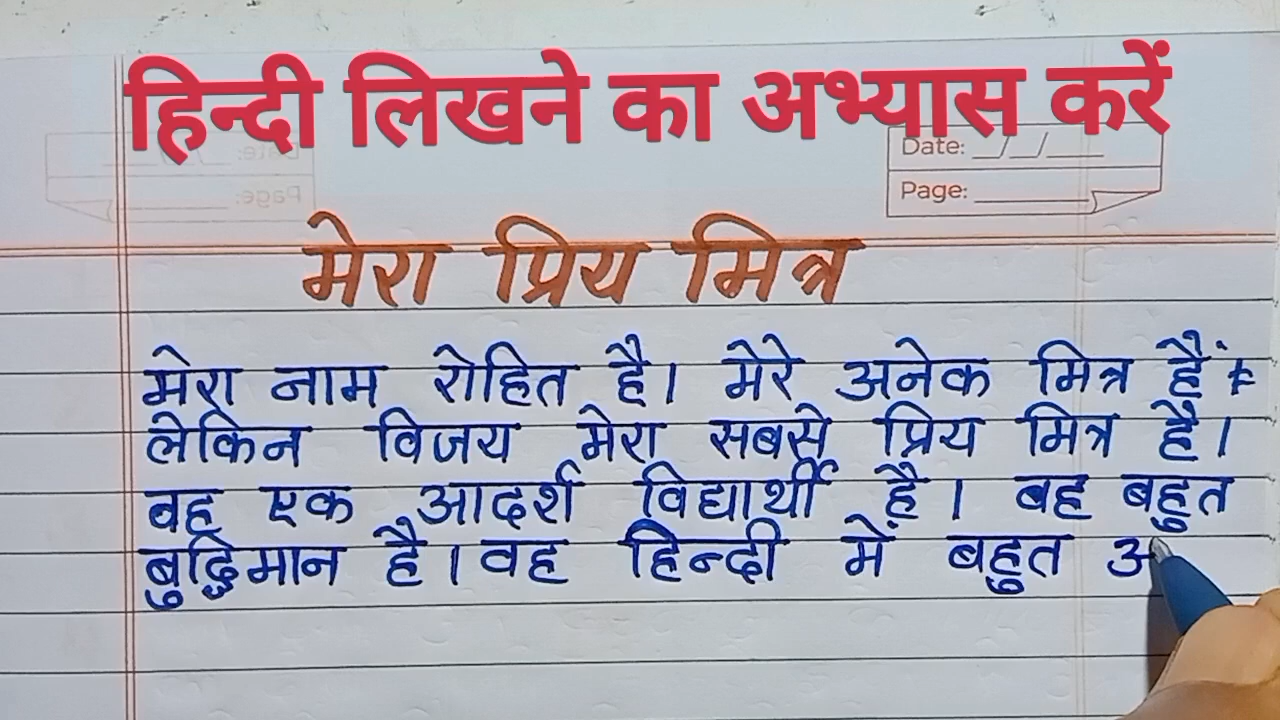 हिन्दी लिखने का अभ्यास करें
Date: __/__/____
Page: ________
मेरा प्रिय मित्र
मेरा नाम रोहित है। मेरे अनेक मित्र हैं
लेकिन विजय मेरा सबसे प्रिय मित्र है।
वह एक आदर्श विद्यार्थी है। वह बहुत
बुद्धिमान है। वह हिन्दी में बहुत अ